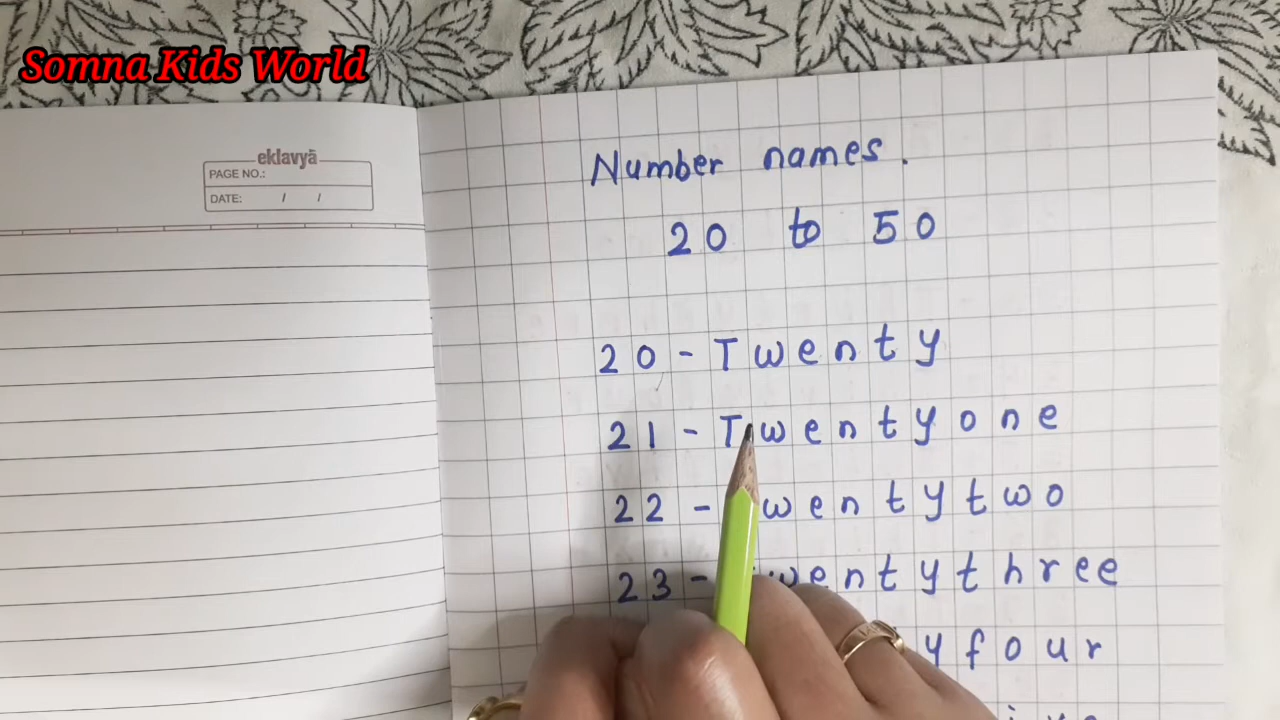 Somna Kids World
eklavyā
PAGE NO.:
DATE: / /
Number names.
20 to 50
20 - Twenty
21 - Twentyone
22 - wentytwo
23 - wentythree
yfour